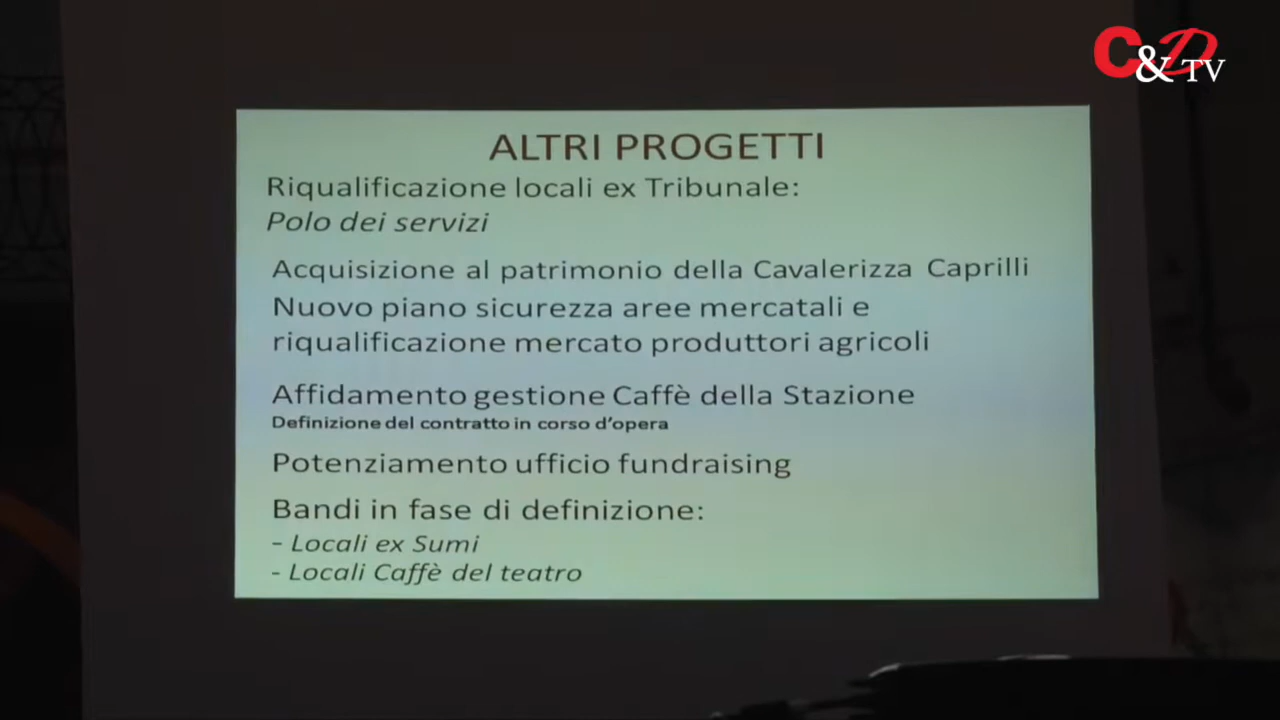 C&D TV
ALTRI PROGETTI
Riqualificazione locali ex Tribunale:
Polo dei servizi
Acquisizione al patrimonio della Cavalerizza Caprilli
Nuovo piano sicurezza aree mercatali e
riqualificazione mercato produttori agricoli
Affidamento gestione Caffè della Stazione
Definizione del contratto in corso d'opera
Potenziamento ufficio fundraising
Bandi in fase di definizione:
- Locali ex Sumi
- Locali Caffè del teatro